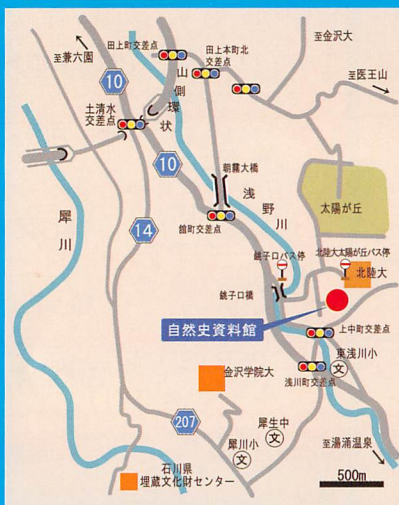 至兼六園
田上町交差点
田上本町北
交差点
至金沢大
至医王山
10
山側環状
土清水
交差点
10
朝霧大橋
浅野川
太陽が丘
犀川
舘町交差点
14
銚子口バス停
北陸大太陽が丘バス停
北陸大
銚子口橋
自然史資料館
上中町交差点
東浅川小
文
金沢学院大
浅川町交差点
207
犀生中
文
犀川小
文
至湯涌温泉
石川県
埋蔵文化財センター
500m